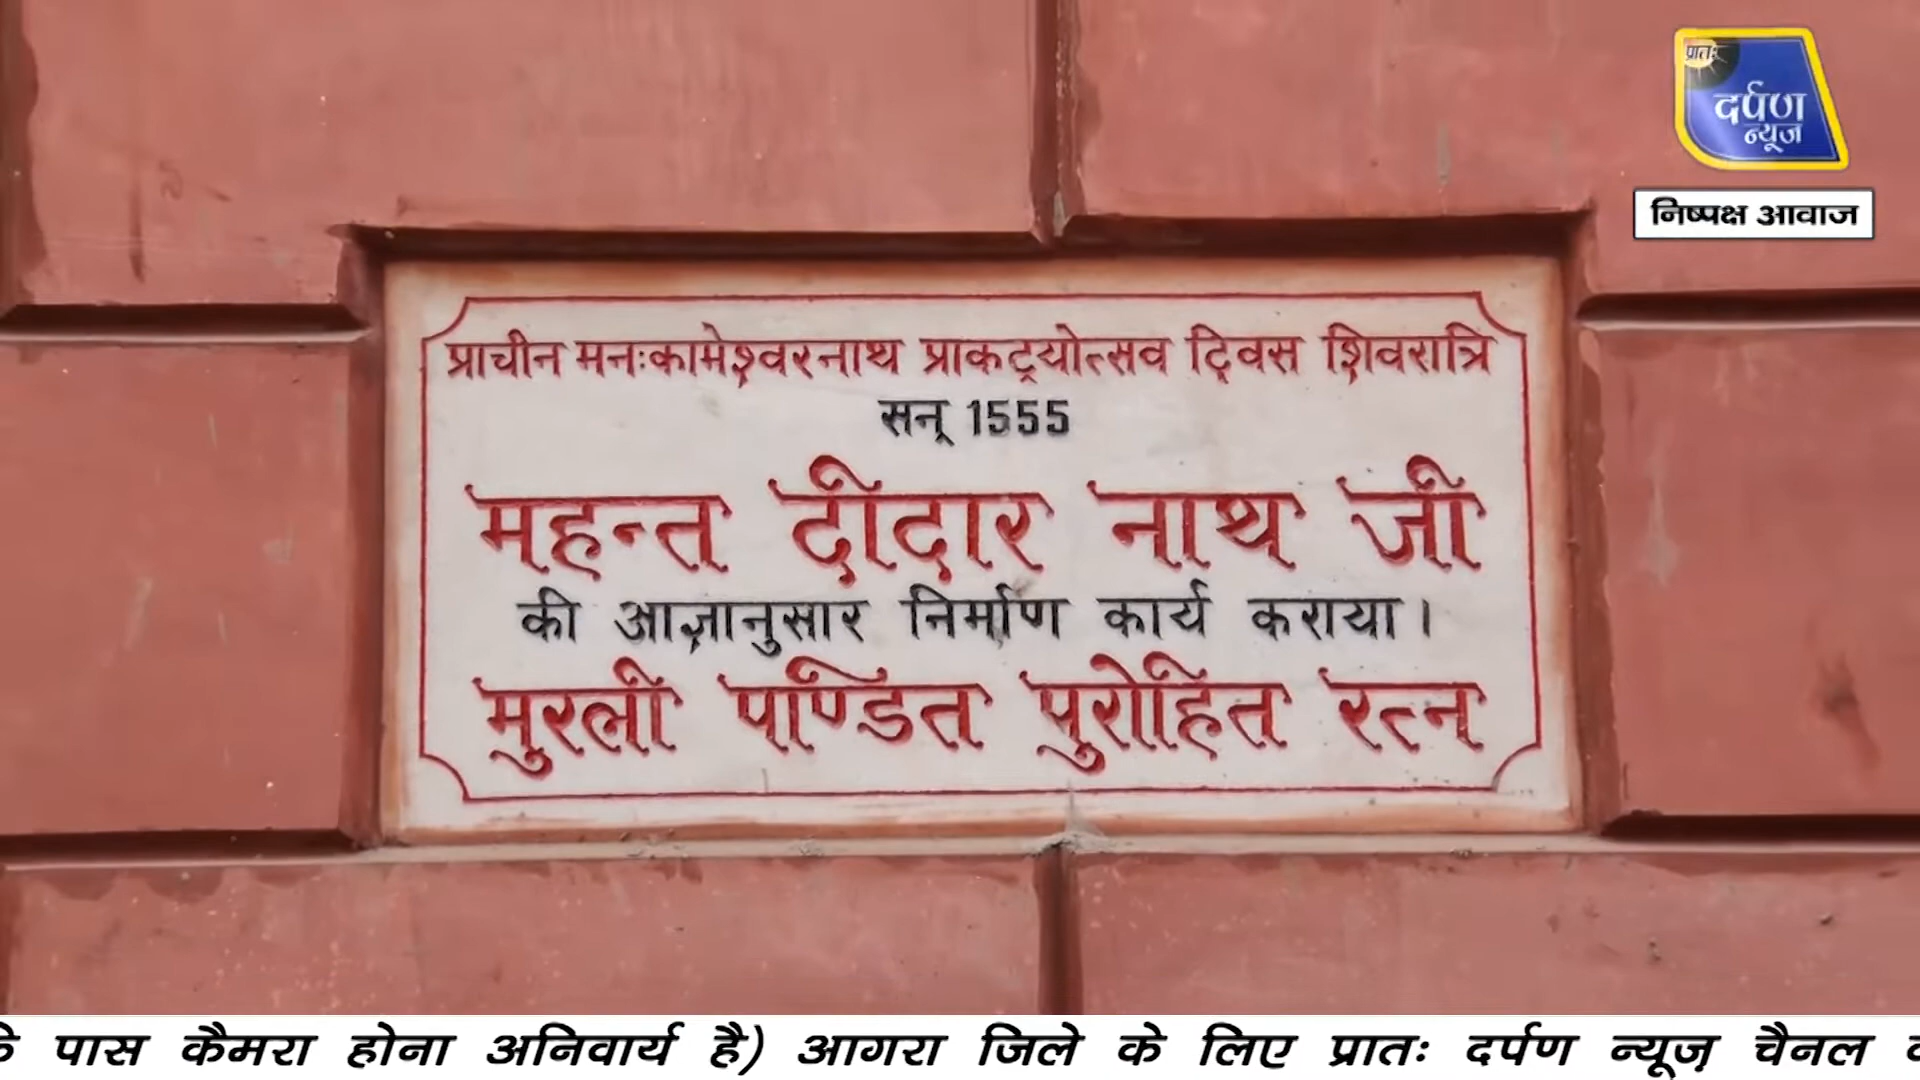 प्रातः
दर्पण
न्यूज
निष्पक्ष आवाज
प्राचीन मनःकामेश्वरनाथ प्राकट्रयोत्सव द्विस शिवरात्रि
सन् 1555
महन्त दीदार नाथ जी
की आज्ञानुसार निर्माण कार्य कराया।
मुरली पण्डित पुरोहित रत्न
पास कैमरा होना अनिवार्य है) आगरा जिले के लिए प्रातः दर्पण न्यूज़ चैनल